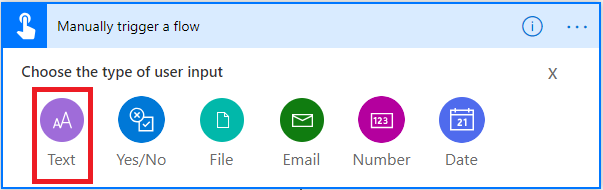 Manually trigger a flow
Choose the type of user input
X
AA
123
21
Text Yes/No File Email Number Date